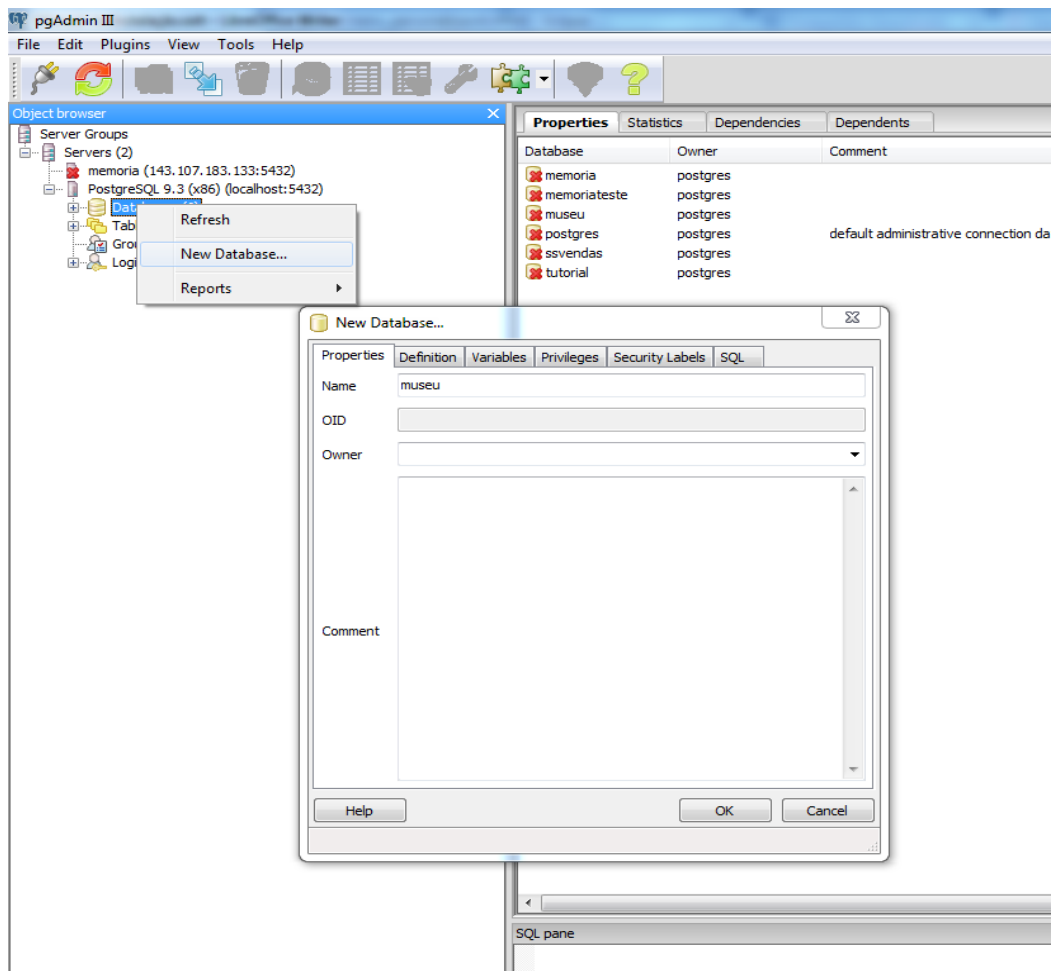 pgAdmin III
File Edit Plugins View Tools Help
Object browser
Server Groups
Servers (2)
memoria (143.107.183.133:5432)
PostgreSQL 9.3 (x86) (localhost:5432)
Refresh
New Database...
Reports
Properties Statistics Dependencies Dependents
Database Owner Comment
memoria postgres
memoriateste postgres
museu postgres
postgres postgres default administrative connection da
ssvendas postgres
tutorial postgres
New Database...
Properties Definition Variables Privileges Security Labels SQL
Name museu
OID
Owner
Comment
Help OK Cancel
SQL pane